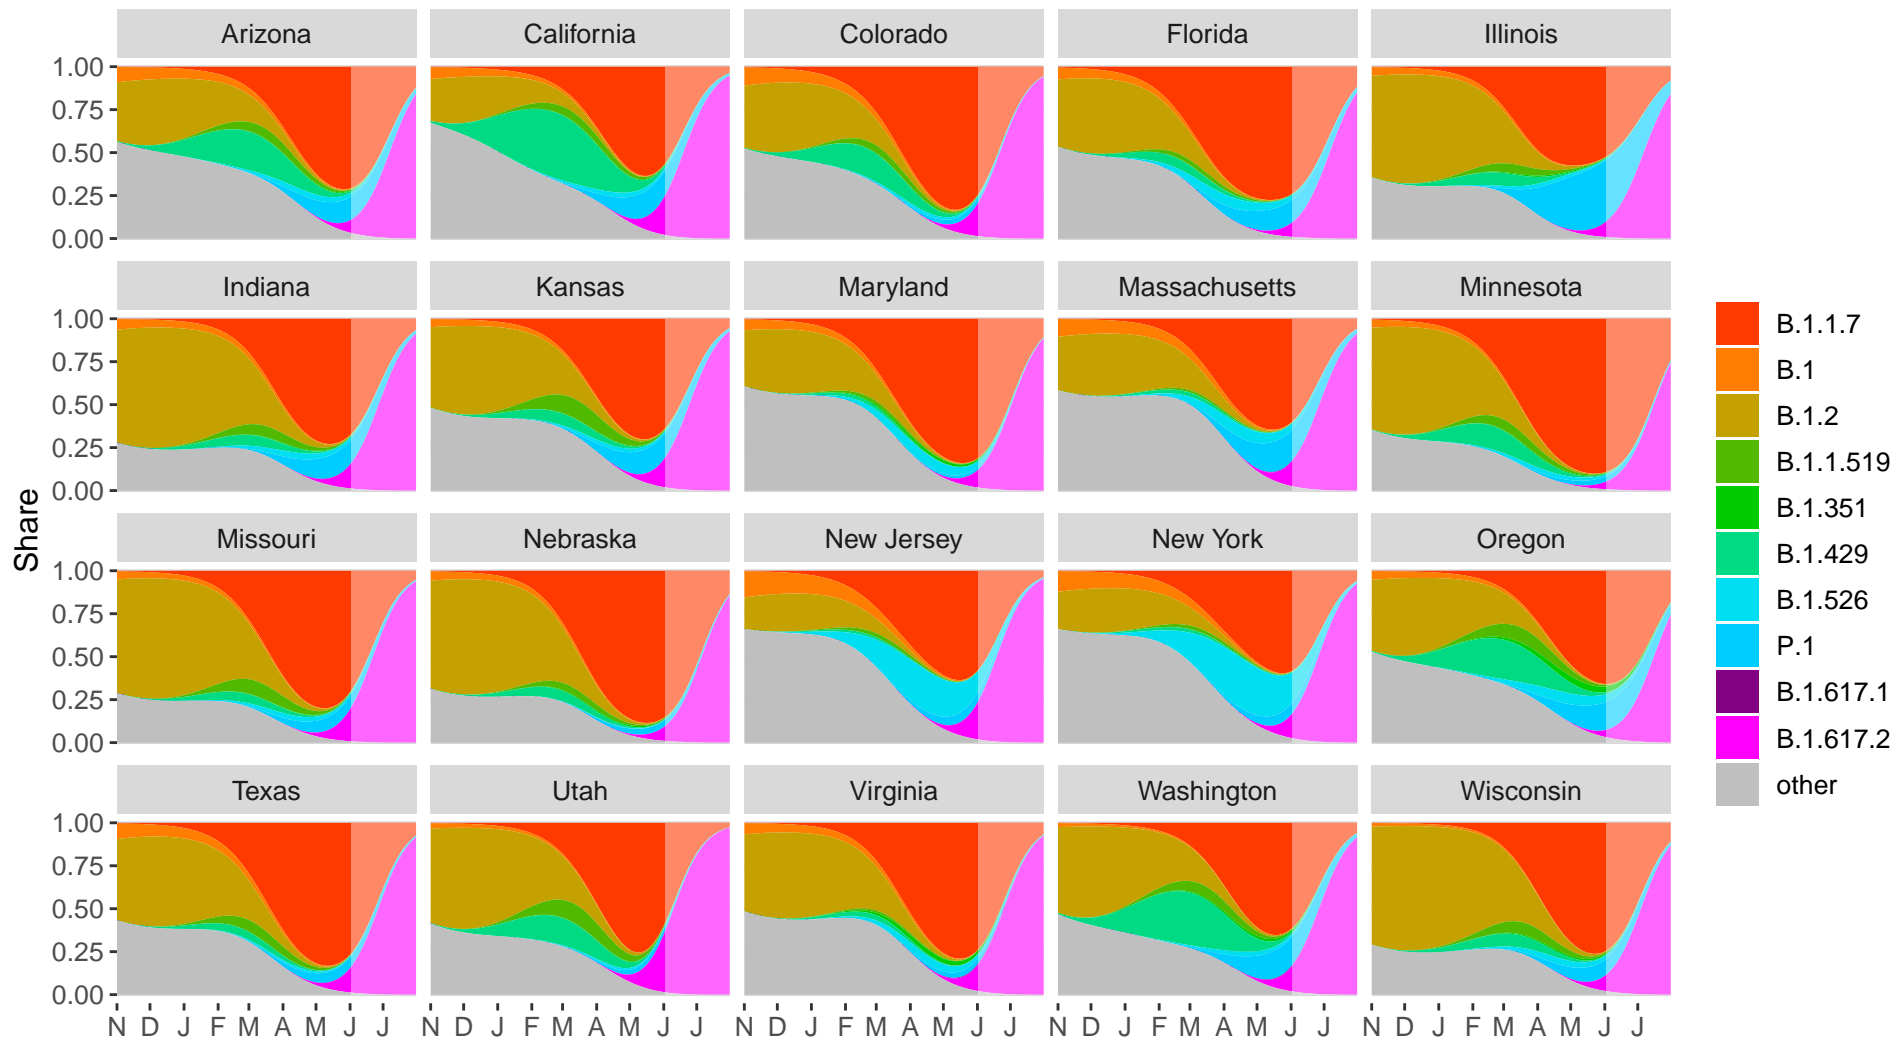 Arizona California Colorado Florida Illinois
1.00
0.75
0.50
0.25
0.00
Indiana Kansas Maryland Massachusetts Minnesota
1.00
0.75
0.50
0.25
0.00
Missouri Nebraska New Jersey New York Oregon
1.00
0.75
0.50
0.25
0.00
Texas Utah Virginia Washington Wisconsin
1.00
0.75
0.50
0.25
0.00
N D J F M A M J J N D J F M A M J J N D J F M A M J J N D J F M A M J J N D J F M A M J J
Share
B.1.1.7
B.1
B.1.2
B.1.1.519
B.1.351
B.1.429
B.1.526
P.1
B.1.617.1
B.1.617.2
other